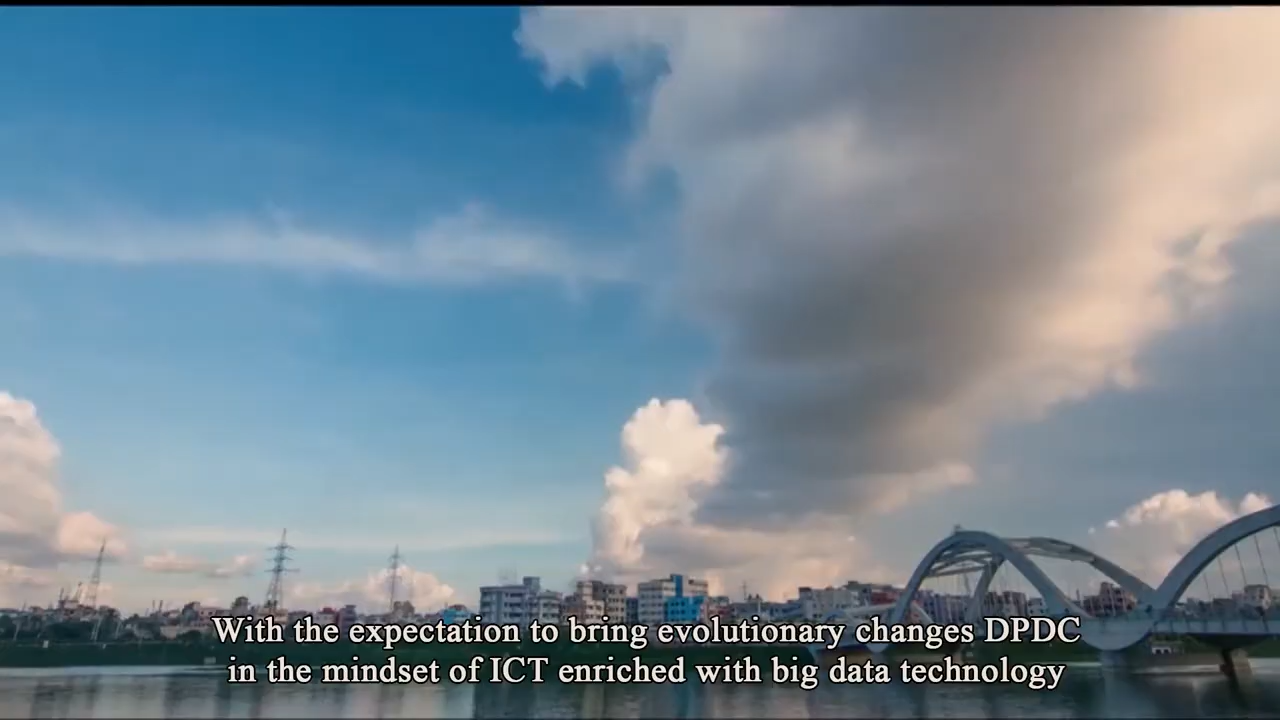 With the expectation to bring evolutionary changes DPDC
in the mindset of ICT enriched with big data technology